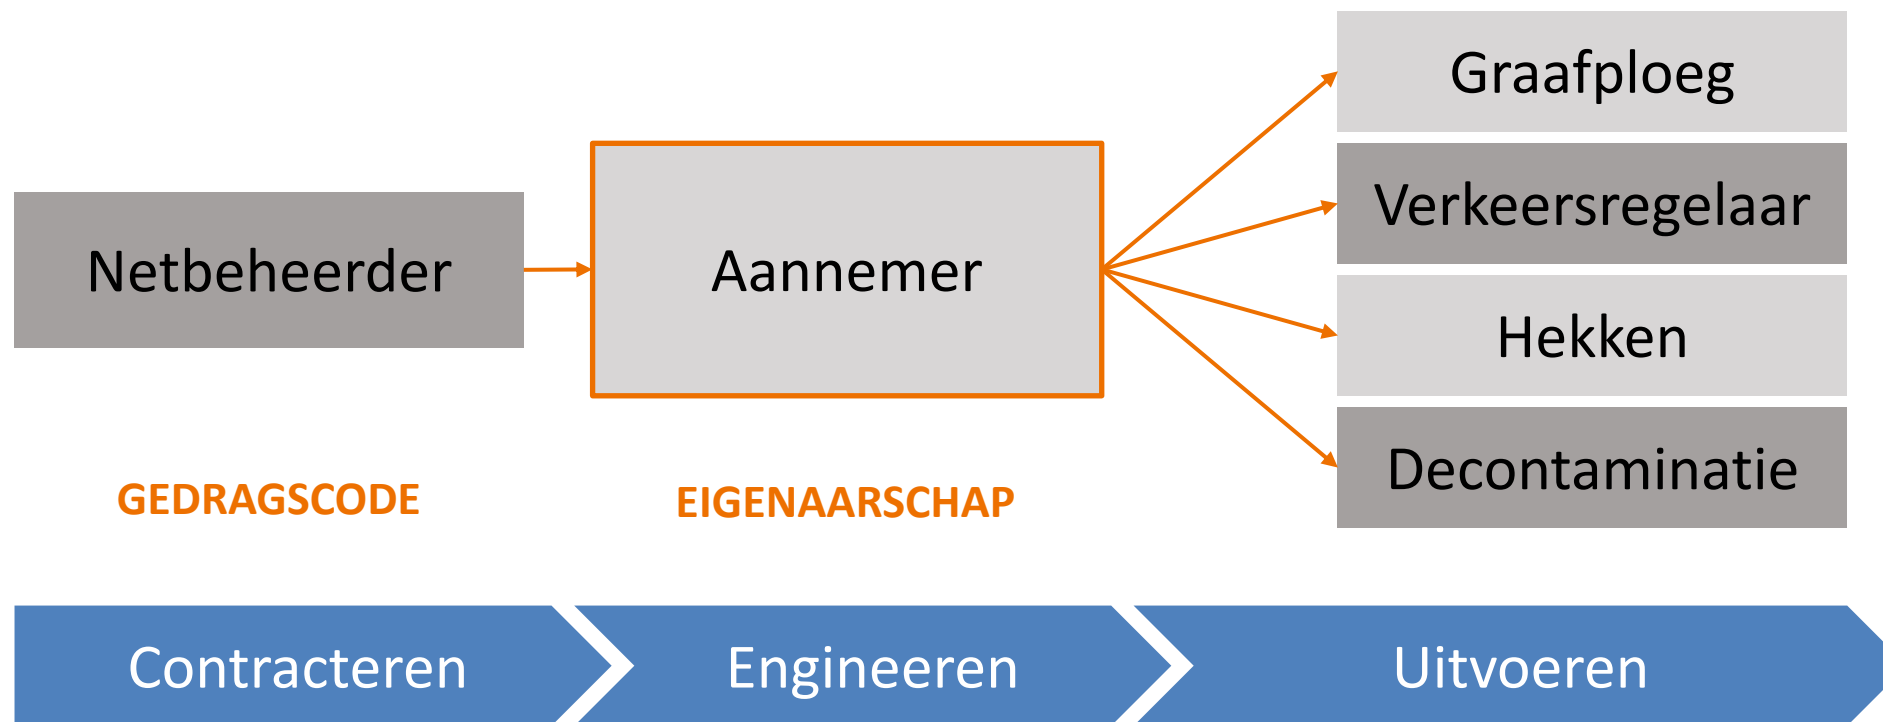 Netbeheerder
Aannemer
Graafploeg
Verkeersregelaar
Hekken
Decontaminatie
GEDRAGSCODE
EIGENAARSCHAP
Contracteren
Engineeren
Uitvoeren